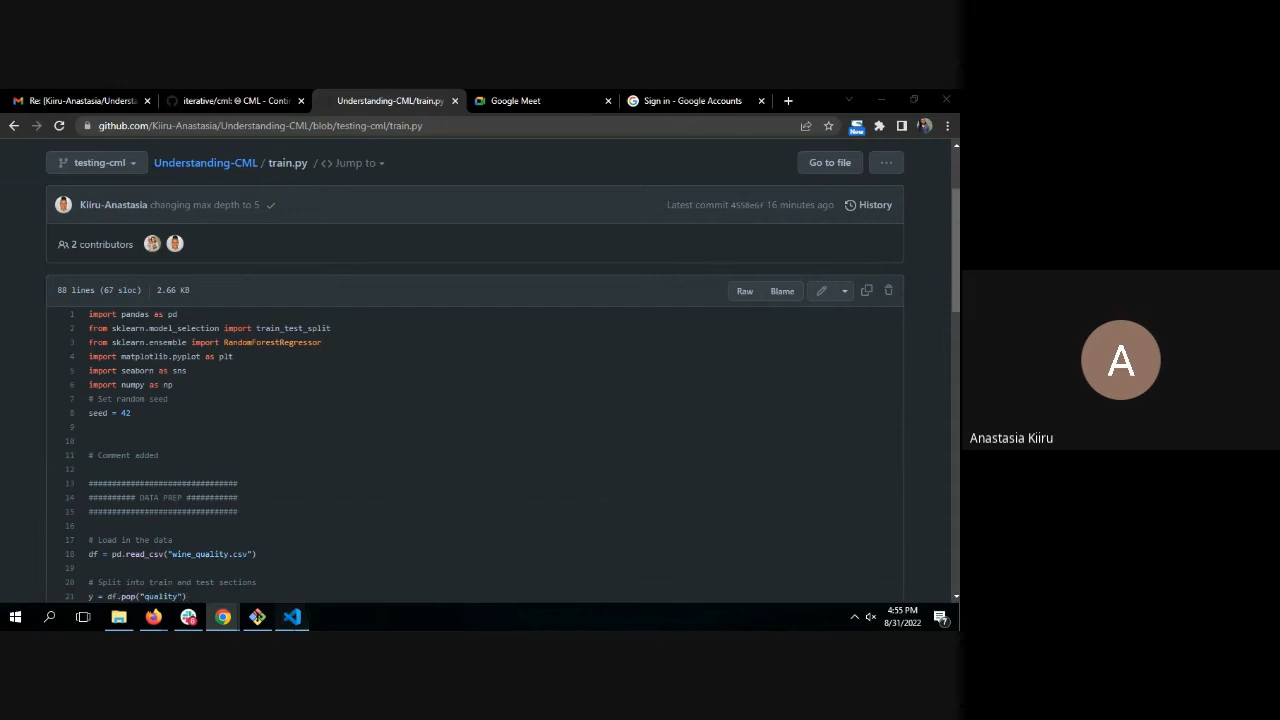 Re: [Kiiru-Anastasia/Understa
iterative/cml: ♾️ CML - Conti
Understanding-CML/train.py
Google Meet
Sign in - Google Accounts
github.com/Kiiru-Anastasia/Understanding-CML/blob/testing-cml/train.py
New
testing-cml
Understanding-CML / train.py / <> Jump to
Go to file
...
Kiiru-Anastasia changing max depth to 5
Latest commit 4558e6f 16 minutes ago
History
2 contributors
88 lines (67 sloc) | 2.66 KB
Raw
Blame
1 import pandas as pd
2 from sklearn.model_selection import train_test_split
3 from sklearn.ensemble import RandomForestRegressor
4 import matplotlib.pyplot as plt
5 import seaborn as sns
6 import numpy as np
7 # Set random seed
8 seed = 42
9
10
11 # Comment added
12
13 ################################
14 ########## DATA PREP ###########
15 ################################
16
17 # Load in the data
18 df = pd.read_csv("wine_quality.csv")
19
20 # Split into train and test sections
21 y = df.pop("quality")
4:55 PM
8/31/2022
7
A
Anastasia Kiiru